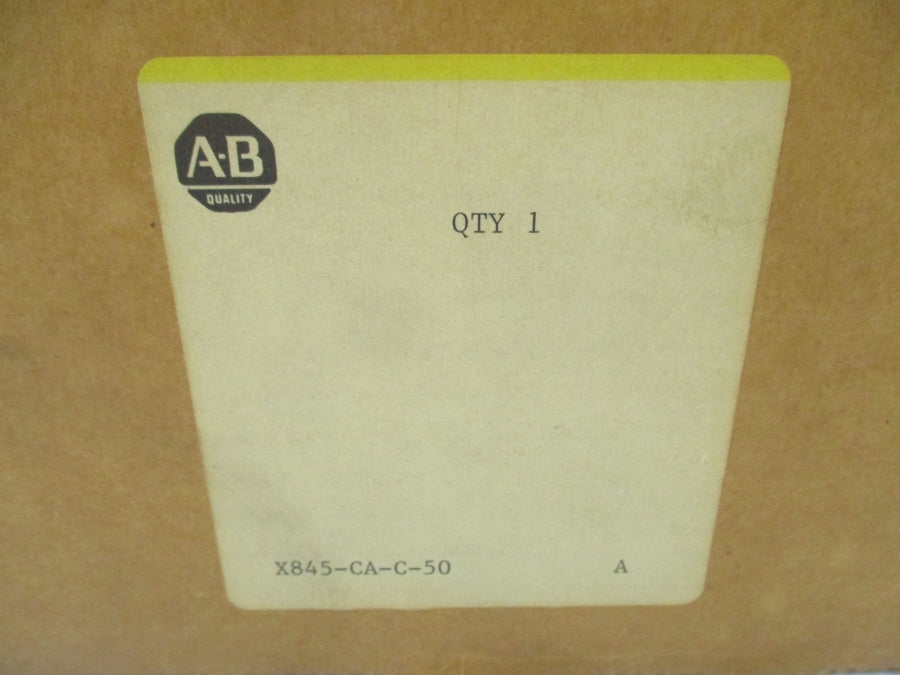 A-B
QUALITY
QTY 1
X845-CA-C-50 A